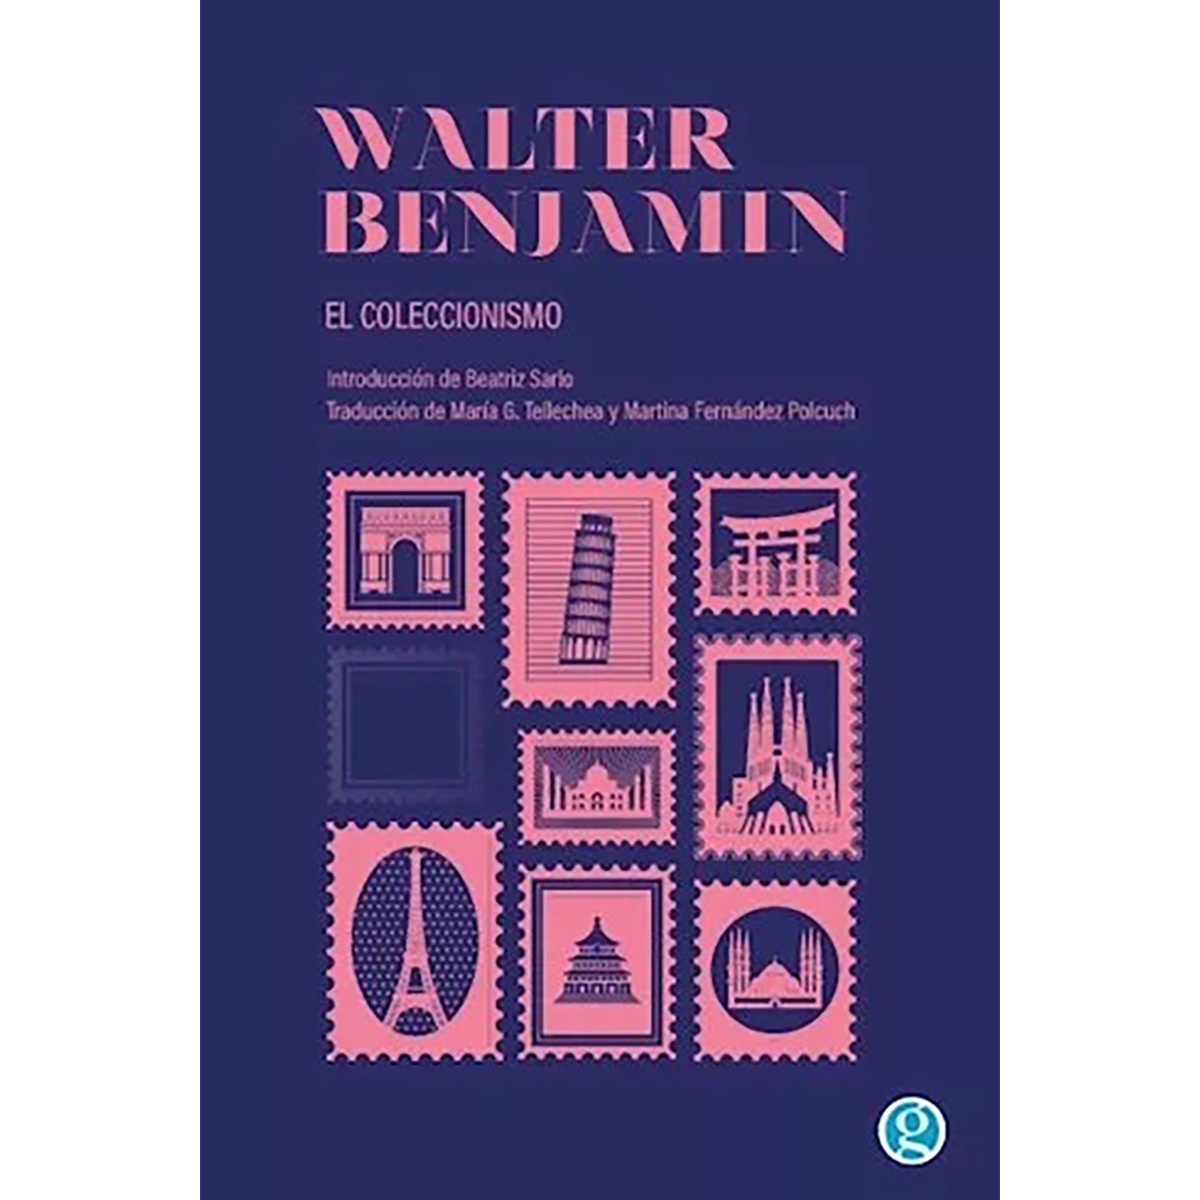 WALTER
BENJAMIN
EL COLECCIONISMO
Introducción de Beatriz Sarlo
Traducción de María G. Tellechea y Martina Fernández Polcuch
g